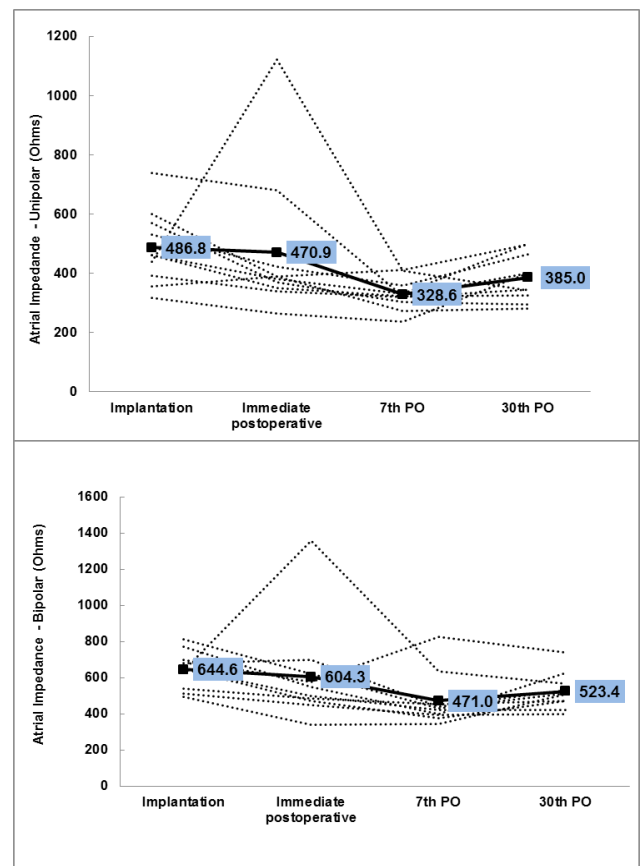 1200
1000
800
600
400
200
0
Atrial Impedande - Unipolar (Ohms)
486.8
470.9
328.6
385.0
Implantation
Immediate
postoperative
7th PO
30th PO
1600
1400
1200
1000
800
600
400
200
0
Atrial Impedance - Bipolar (Ohms)
644.6
604.3
471.0
523.4
Implantation
Immediate
postoperative
7th PO
30th PO